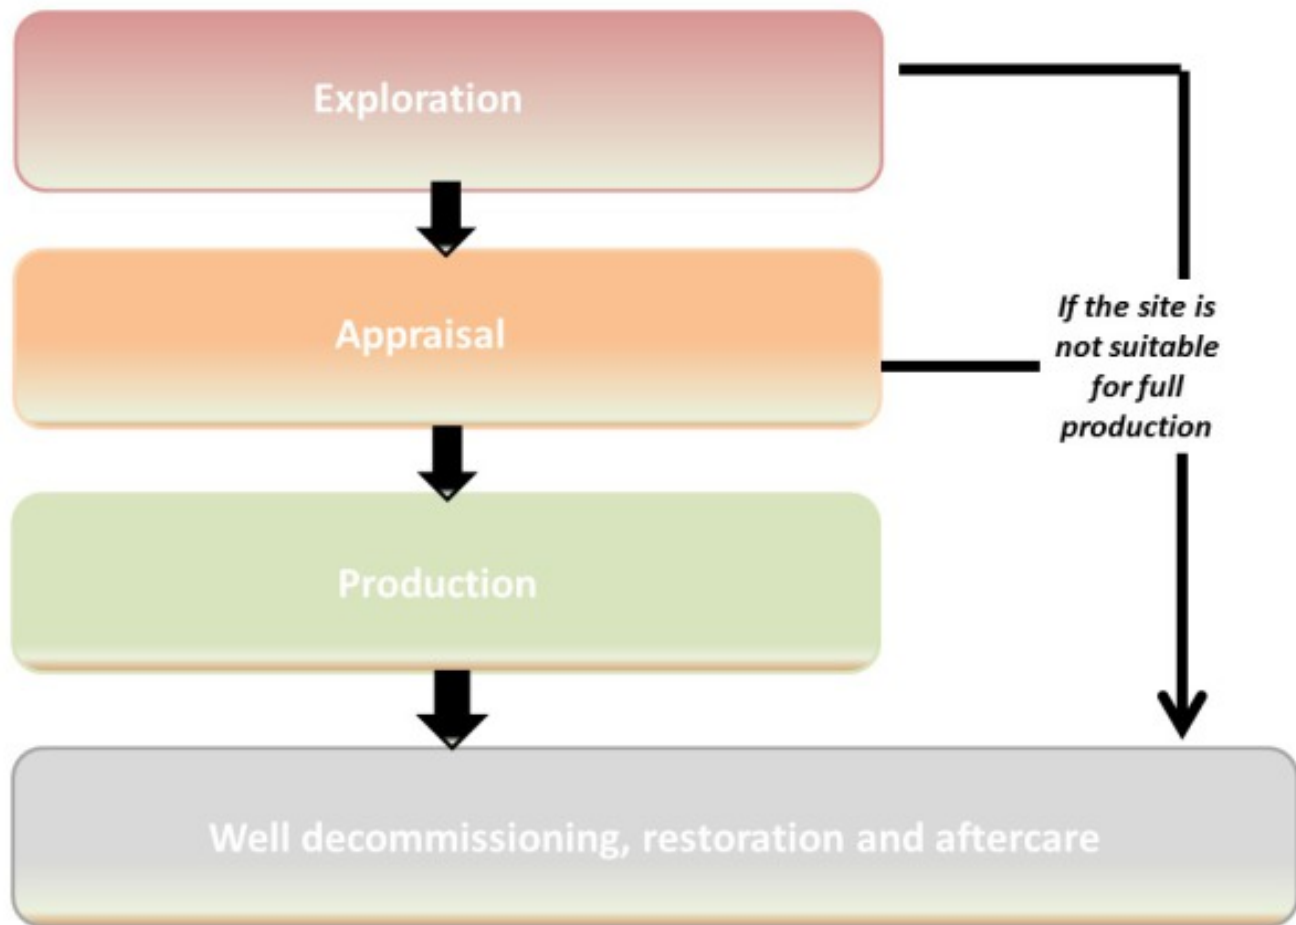 Exploration
Appraisal
If the site is
not suitable
for full
production
Production
Well decommissioning, restoration and aftercare